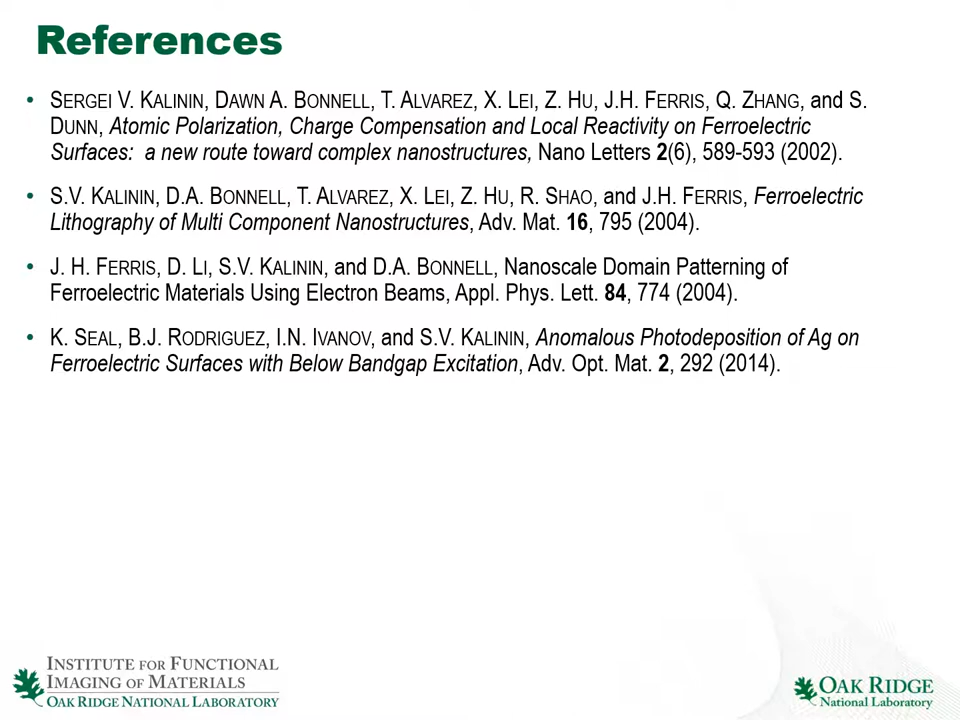 References
• SERGEI V. KALININ, DAWN A. BONNELL, T. ALVAREZ, X. LEI, Z. HU, J.H. FERRIS, Q. ZHANG, and S.
DUNN, Atomic Polarization, Charge Compensation and Local Reactivity on Ferroelectric
Surfaces: a new route toward complex nanostructures, Nano Letters 2(6), 589-593 (2002).
• S.V. KALININ, D.A. BONNELL, T. ALVAREZ, X. LEI, Z. HU, R. SHAO, and J.H. FERRIS, Ferroelectric
Lithography of Multi Component Nanostructures, Adv. Mat. 16, 795 (2004).
• J. H. FERRIS, D. LI, S.V. KALININ, and D.A. BONNELL, Nanoscale Domain Patterning of
Ferroelectric Materials Using Electron Beams, Appl. Phys. Lett. 84, 774 (2004).
• K. SEAL, B.J. RODRIGUEZ, I.N. IVANOV, and S.V. KALININ, Anomalous Photodeposition of Ag on
Ferroelectric Surfaces with Below Bandgap Excitation, Adv. Opt. Mat. 2, 292 (2014).
INSTITUTE FOR FUNCTIONAL
IMAGING OF MATERIALS
OAK RIDGE NATIONAL LABORATORY
OAK RIDGE
National Laboratory